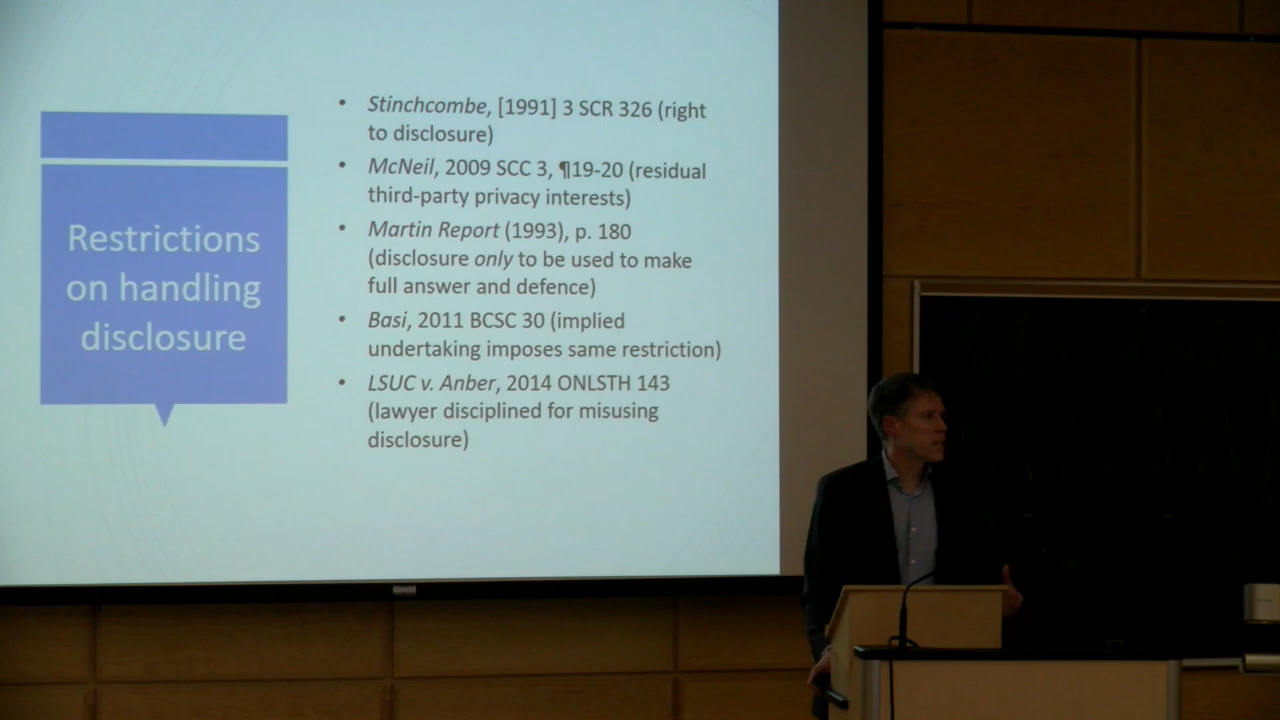 Restrictions
on handling
disclosure
• Stinchcombe, [1991] 3 SCR 326 (right
to disclosure)
• McNeil, 2009 SCC 3, ¶19-20 (residual
third-party privacy interests)
• Martin Report (1993), p. 180
(disclosure only to be used to make
full answer and defence)
• Basi, 2011 BCSC 30 (implied
undertaking imposes same restriction)
• LSUC v. Anber, 2014 ONLSTH 143
(lawyer disciplined for misusing
disclosure)